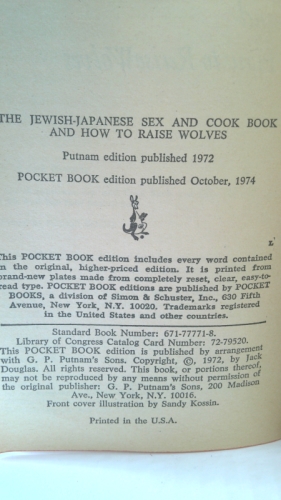 THE JEWISH-JAPANESE SEX AND COOK BOOK
AND HOW TO RAISE WOLVES
Putnam edition published 1972
POCKET BOOK edition published October, 1974
L
This POCKET BOOK edition includes every word contained
in the original, higher-priced edition. It is printed from
brand-new plates made from completely reset, clear, easy-to-
read type. POCKET BOOK editions are published by POCKET
BOOKS, a division of Simon & Schuster, Inc., 630 Fifth
Avenue, New York, N.Y. 10020. Trademarks registered
in the United States and other countries.
Standard Book Number: 671-77771-8.
Library of Congress Catalog Card Number: 72-79520.
This POCKET BOOK edition is published by arrangement
with G. P. Putnam's Sons. Copyright, ©, 1972, by Jack
Douglas. All rights reserved. This book, or portions thereof,
may not be reproduced by any means without permission of
the original publisher: G. P. Putnam's Sons, 200 Madison
Ave., New York, N.Y. 10016.
Front cover illustration by Sandy Kossin.
Printed in the U.S.A.